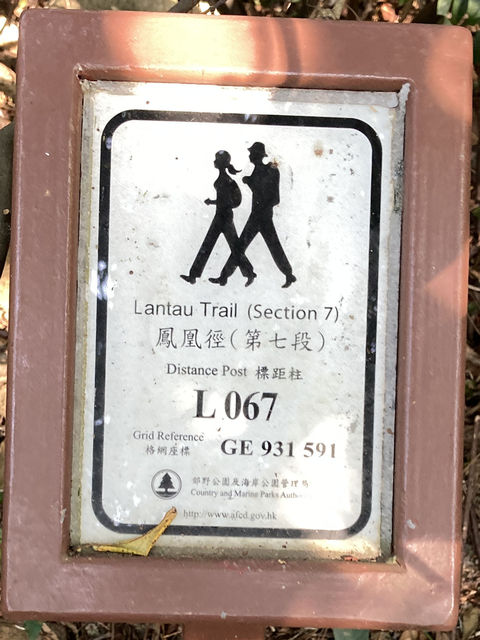 Lantau Trail (Section 7)
鳳凰徑(第七段)
Distance Post 標距柱
L 067
Grid Reference
格網座標
GE 931 591
郊野公園及海岸公園管理局
Country and Marine Parks
http://www.afcd.gov.hk